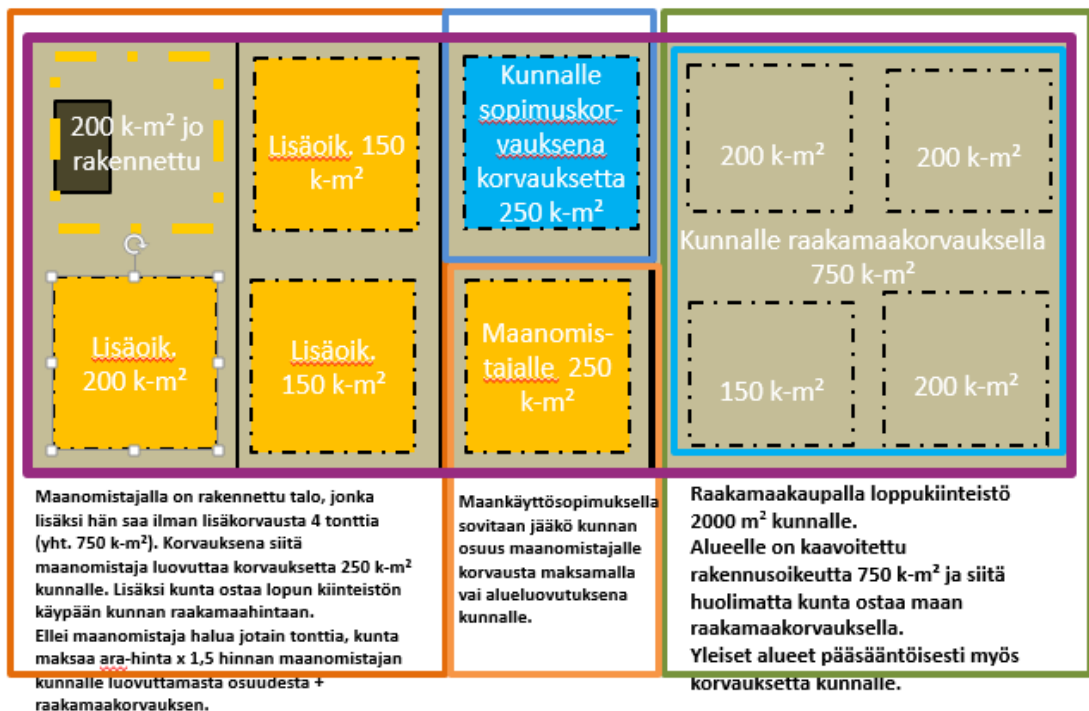 200 k-m² jo
rakennettu
Lisäoik. 150
k-m²
Kunnalle
sopimuskor-
vauksena
korvauksetta
250 k-m²
200 k-m²
200 k-m²
Kunnalle raakamaakorvauksella
750 k-m²
Lisäoik.
200 k-m²
Lisäoik.
150 k-m²
Maanomis-
tajalle 250
k-m²
150 k-m²
200 k-m²
Maanomistajalla on rakennettu talo, jonka
lisäksi hän saa ilman lisäkorvausta 4 tonttia
(yht. 750 k-m²). Korvauksena siitä
maanomistaja luovuttaa korvauksetta 250 k-m²
kunnalle. Lisäksi kunta ostaa lopun kiinteistön
käypään kunnan raakamaahintaan.
Ellei maanomistaja halua jotain tonttia, kunta
maksaa ara-hinta x 1,5 hinnan maanomistajan
kunnalle luovuttamasta osuudesta +
raakamaakorvauksen.
Maankäyttösopimuksella
sovitaan jääkö kunnan
osuus maanomistajalle
korvausta maksamalla
vai alueluovutuksena
kunnalle.
Raakamaakaupalla loppukiinteistö
2000 m² kunnalle.
Alueelle on kaavoitettu
rakennusoikeutta 750 k-m² ja siitä
huolimatta kunta ostaa maan
raakamaakorvauksella.
Yleiset alueet pääsääntöisesti myös
korvauksetta kunnalle.